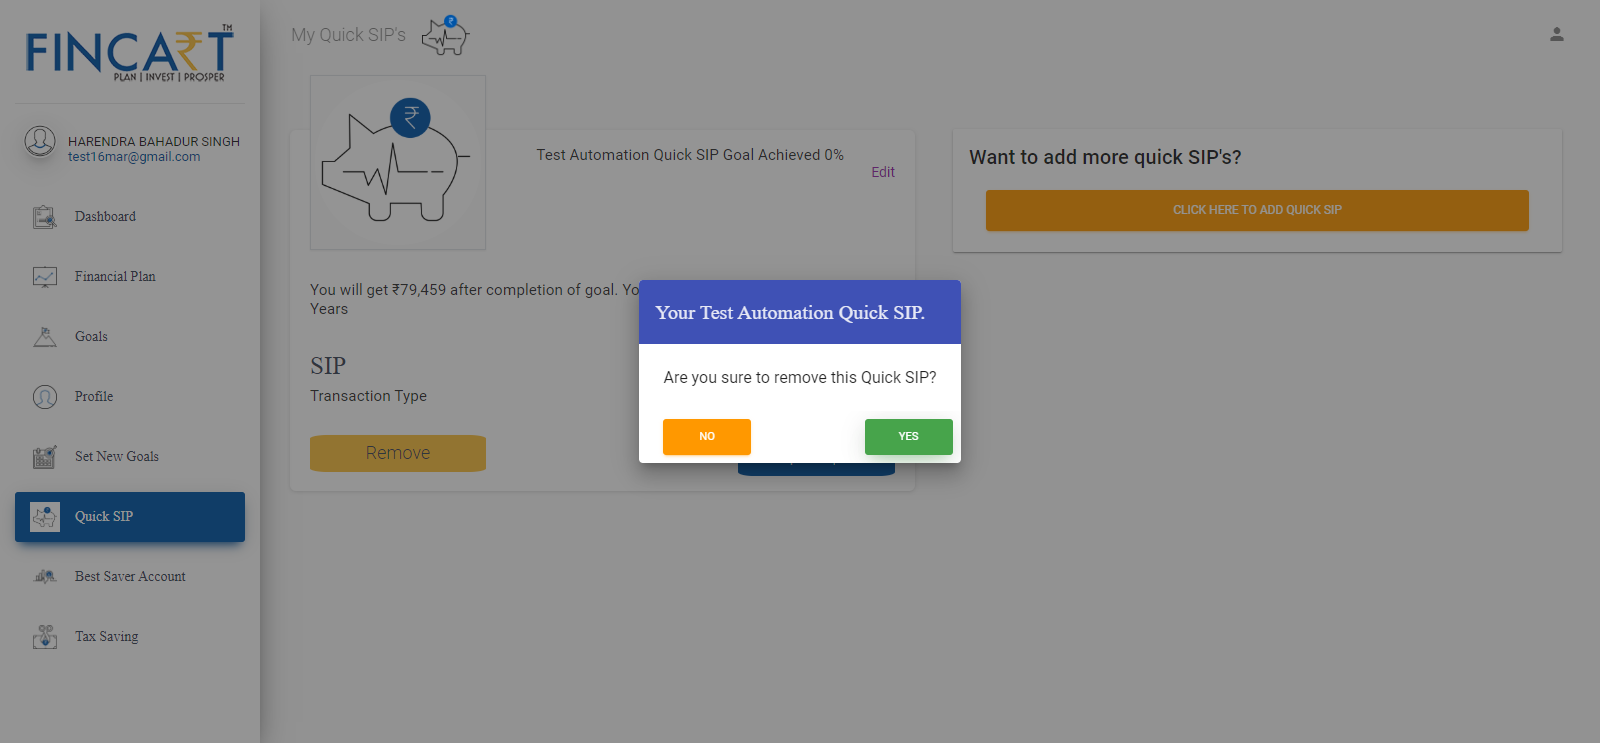 FINCART
TM
PLAN | INVEST | PROSPER
HARENDRA BAHADUR SINGH
test16mar@gmail.com
Dashboard
Financial Plan
Goals
Profile
Set New Goals
Quick SIP
Best Saver Account
Tax Saving
My Quick SIP's
₹
₹
Test Automation Quick SIP Goal Achieved 0%
Edit
You will get ₹79,459 after completion of goal.
Years
SIP
Transaction Type
Remove
Want to add more quick SIP's?
CLICK HERE TO ADD QUICK SIP
Your Test Automation Quick SIP.
Are you sure to remove this Quick SIP?
NO
YES